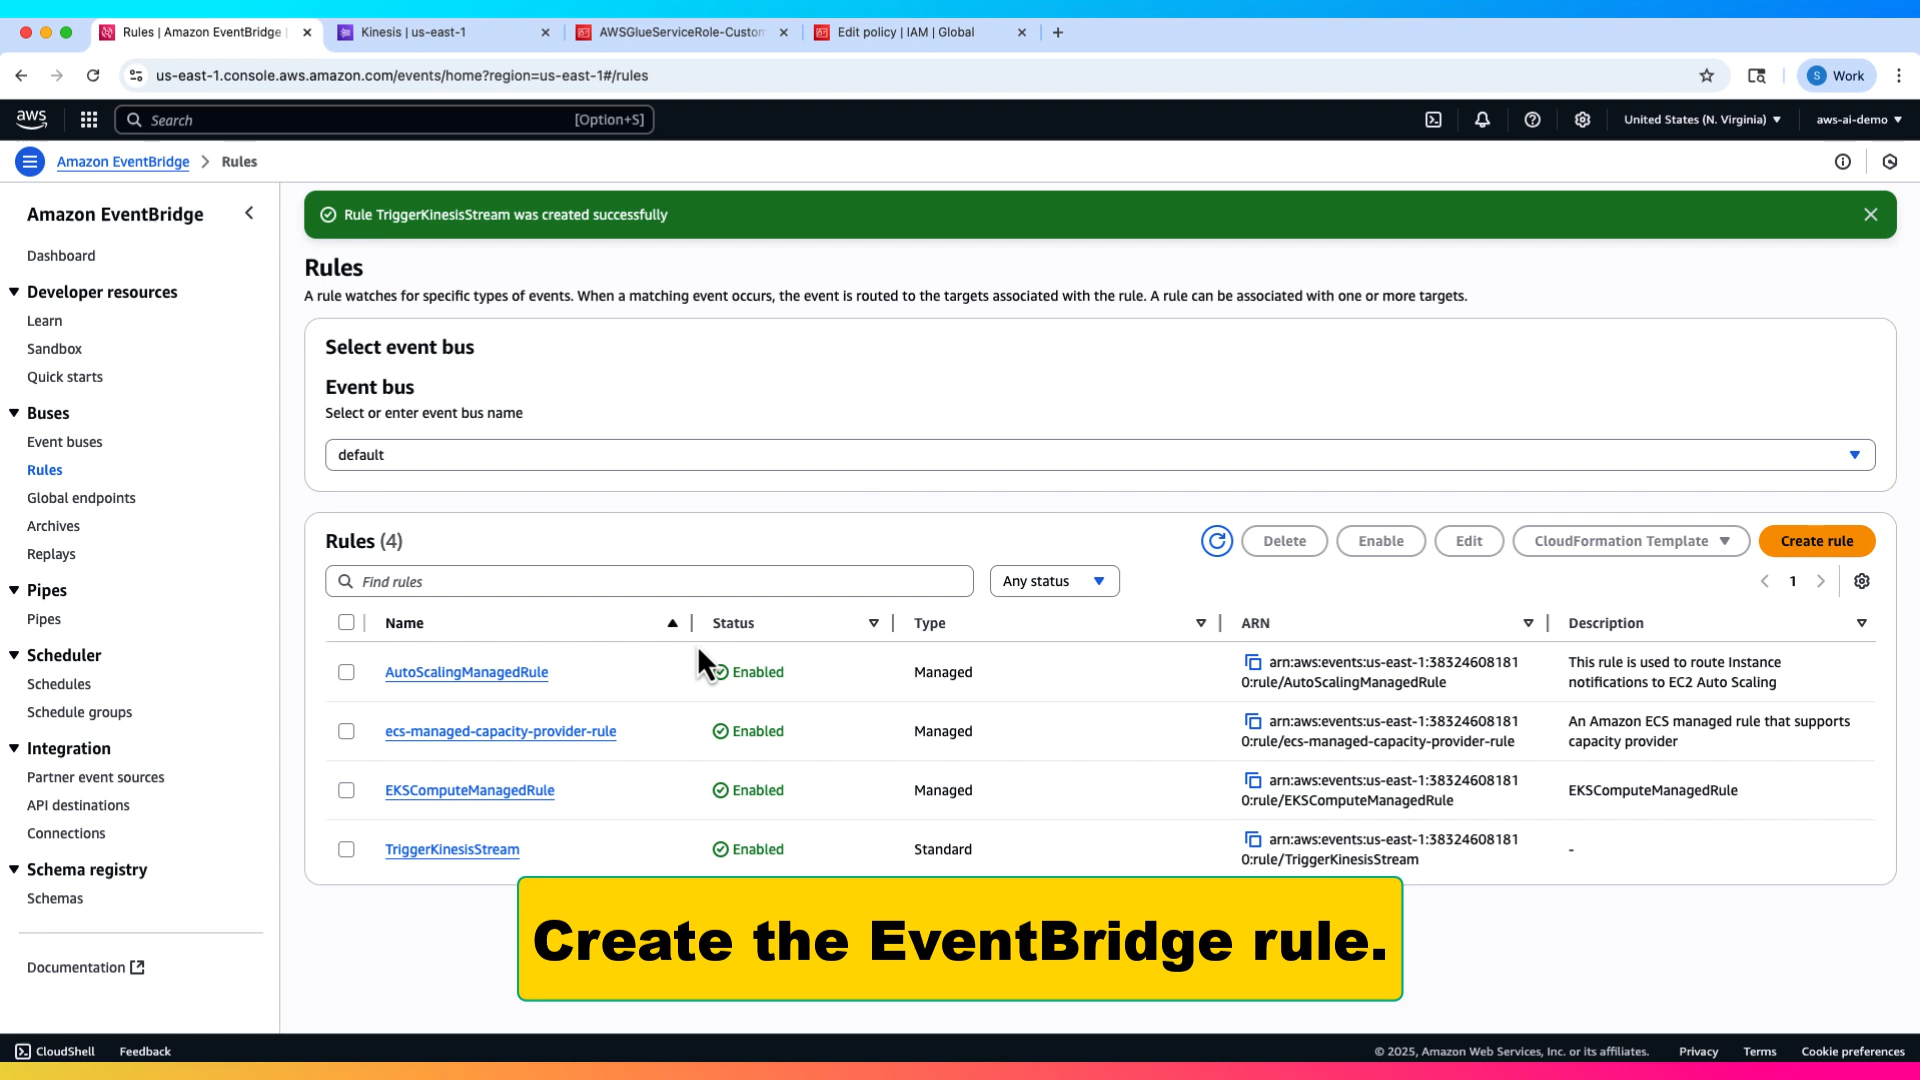 Rules | Amazon EventBridge
Kinesis | us-east-1
AWSGlueServiceRole-Custom
Edit policy | IAM | Global
us-east-1.console.aws.amazon.com/events/home?region=us-east-1#/rules
S Work
aws
Search
[Option+S]
United States (N. Virginia)
aws-ai-demo
Amazon EventBridge > Rules
Amazon EventBridge
Dashboard
Developer resources
Learn
Sandbox
Quick starts
Buses
Event buses
Rules
Global endpoints
Archives
Replays
Pipes
Pipes
Scheduler
Schedules
Schedule groups
Integration
Partner event sources
API destinations
Connections
Schema registry
Schemas
Documentation
Rule TriggerKinesisStream was created successfully
Rules
A rule watches for specific types of events. When a matching event occurs, the event is routed to the targets associated with the rule. A rule can be associated with one or more targets.
Select event bus
Event bus
Select or enter event bus name
default
Rules (4)
Delete
Enable
Edit
CloudFormation Template
Create rule
Find rules
Any status
1
Name
Status
Type
ARN
Description
AutoScalingManagedRule
Enabled
Managed
arn:aws:events:us-east-1:38324608181
0:rule/AutoScalingManagedRule
This rule is used to route Instance
notifications to EC2 Auto Scaling
ecs-managed-capacity-provider-rule
Enabled
Managed
arn:aws:events:us-east-1:38324608181
0:rule/ecs-managed-capacity-provider-rule
An Amazon ECS managed rule that supports
capacity provider
EKSComputeManagedRule
Enabled
Managed
arn:aws:events:us-east-1:38324608181
0:rule/EKSComputeManagedRule
EKSComputeManagedRule
TriggerKinesisStream
Enabled
Standard
arn:aws:events:us-east-1:38324608181
0:rule/TriggerKinesisStream
-
Create the EventBridge rule.
CloudShell
Feedback
© 2025, Amazon Web Services, Inc. or its affiliates.
Privacy
Terms
Cookie preferences